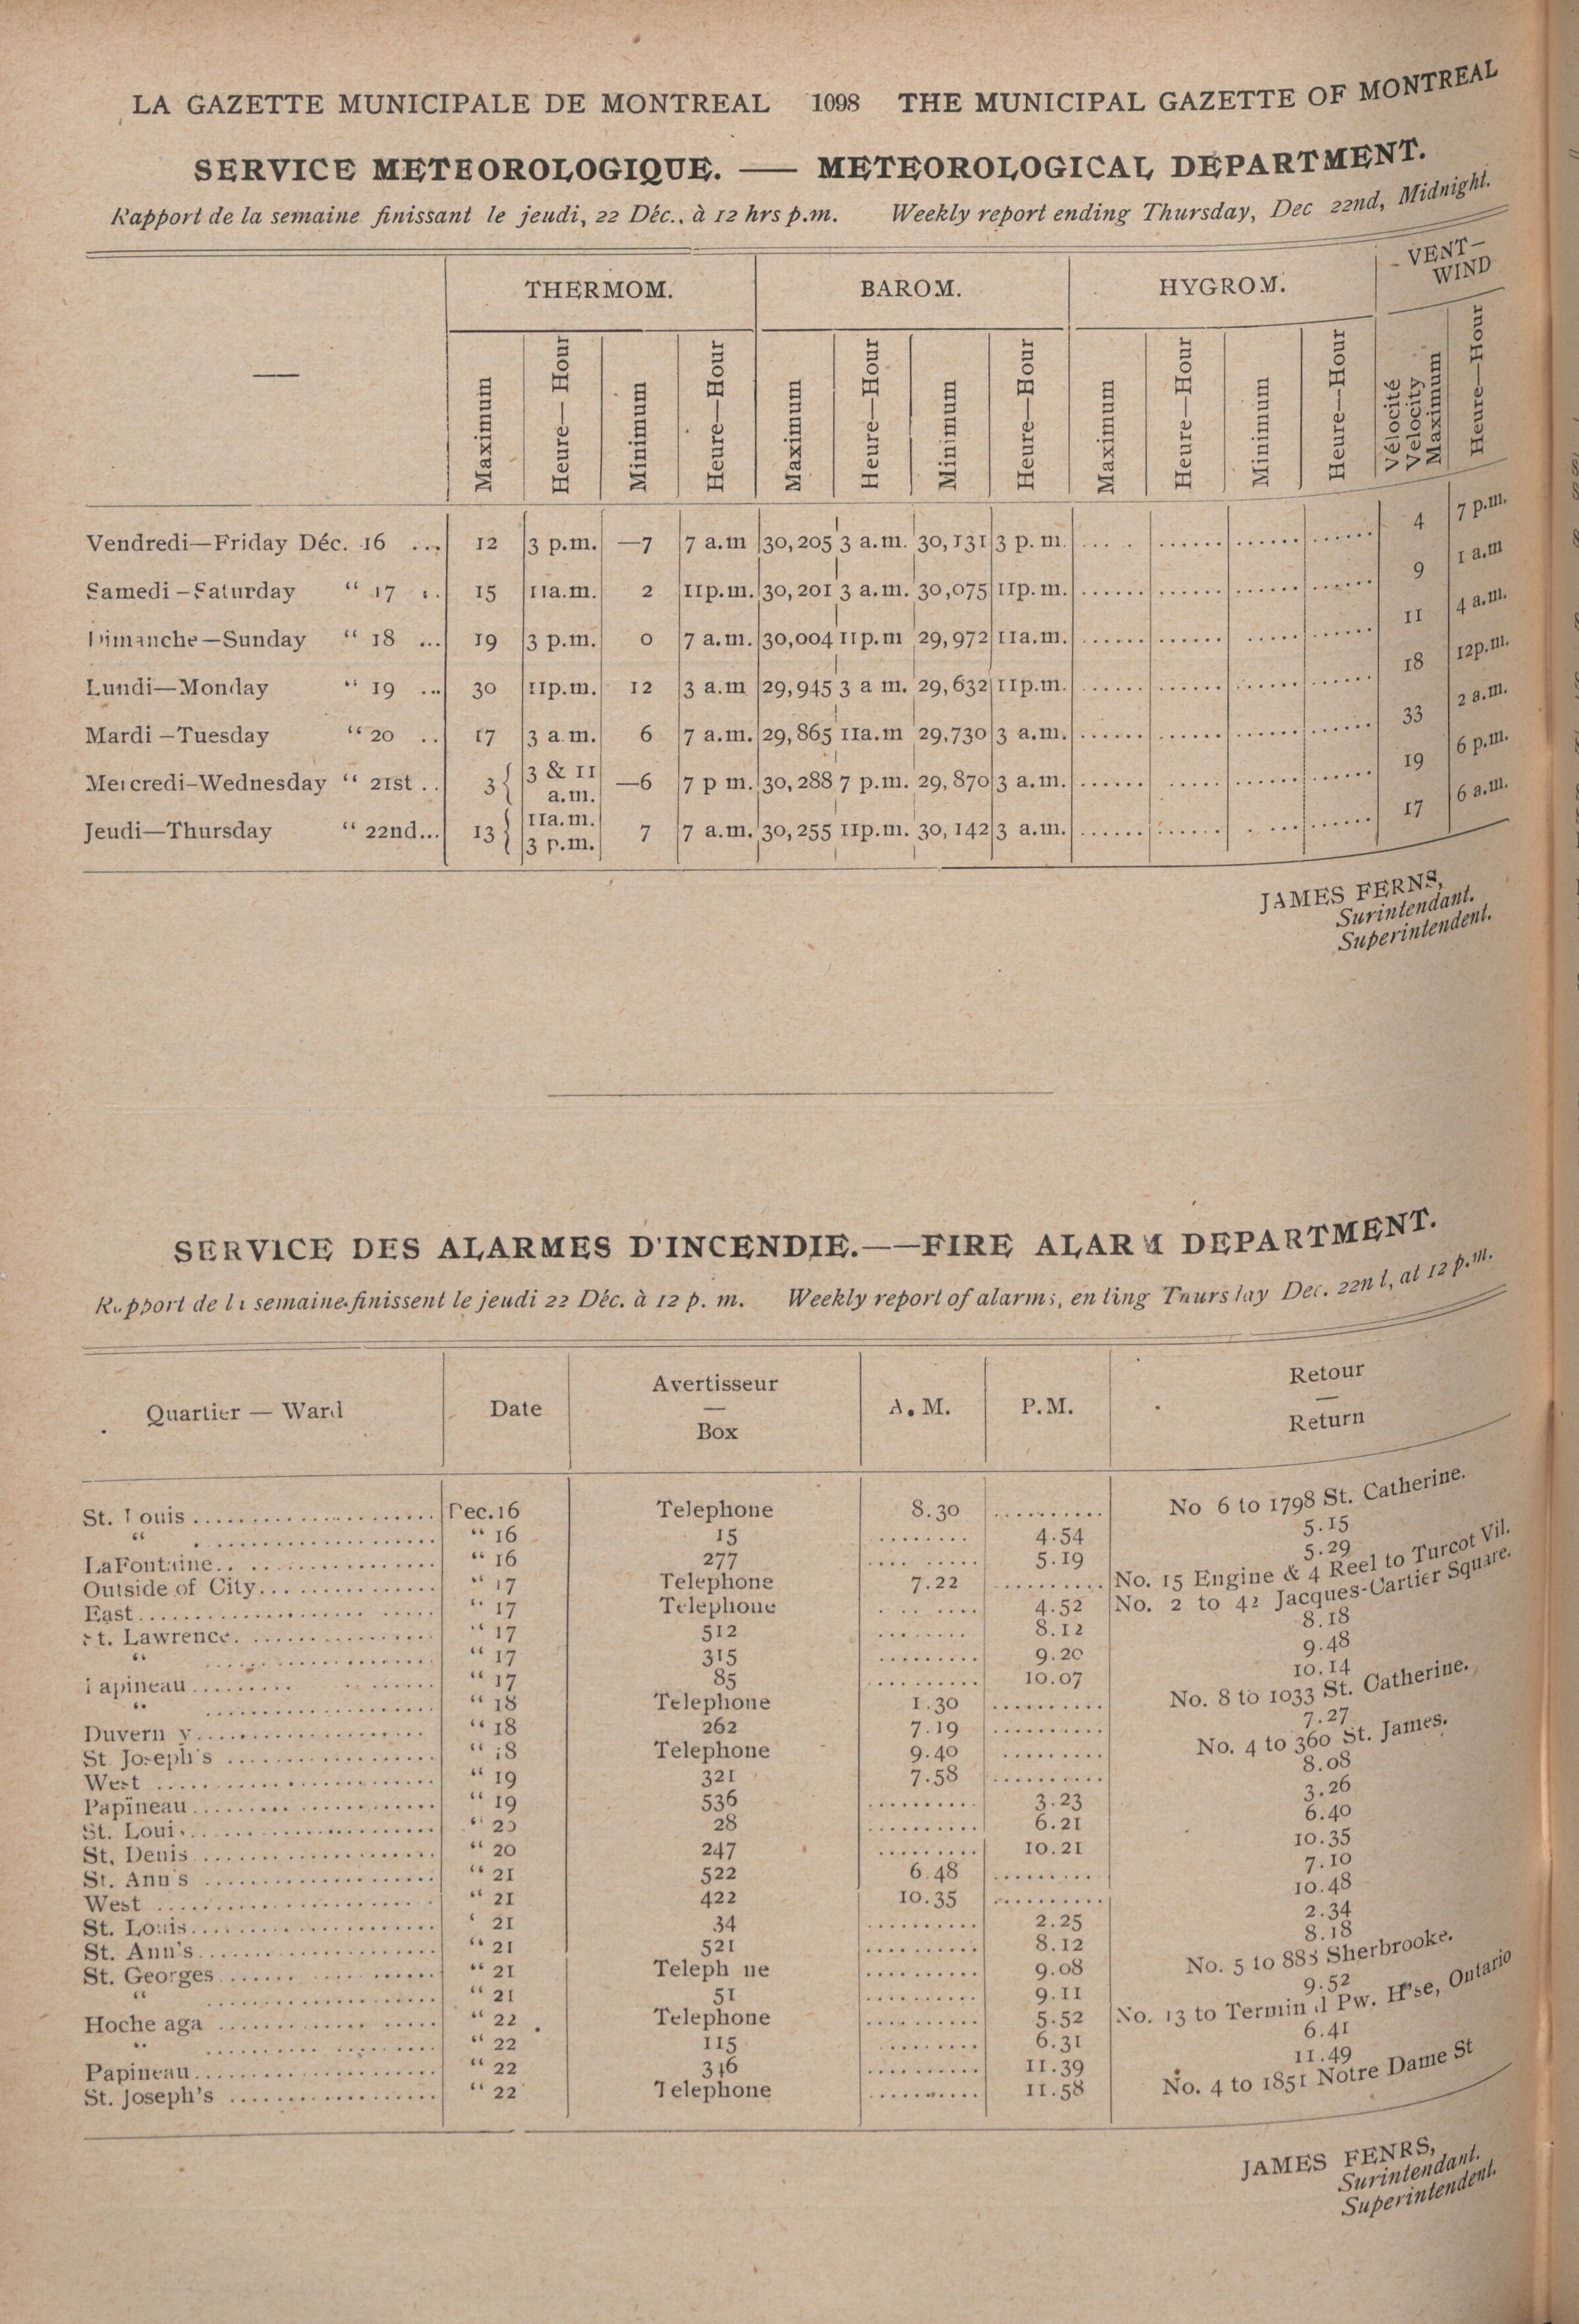 LA GAZETTE MUNICIPALE DE MONTREAL 1098 THE MUNICIPAL GAZETTE OF MONTREAL
SERVICE METEOROLOGIQUE. — METEOROLOGICAL DEPARTMENT.
Rapport de la semaine finissant le jeudi, 22 Déc., à 12 hrs p.m. Weekly report ending Thursday, Dec 22nd, Midnight.
THERMOM. BAROM. HYGROM. VENT—
WIND
Maximum Heure—Hour Minimum Heure—Hour Maximum Heure—Hour Minimum Heure—Hour Maximum Heure—Hour Minimum Heure—Hour Vélocité Velocity Maximum Heure—Hour
Vendredi—Friday Déc. 16 ... 12 3 p.m. —7 7 a.m 30,205 3 a.m. 30,131 3 p. m. 4 7 p.m.
Samedi—Saturday “ 17 .. 15 11a.m. 2 11p.m. 30,201 3 a.m. 30,075 11p.m. 9 1 a.m
Dimanche—Sunday “ 18 ... 19 3 p.m. 0 7 a.m. 30,004 11p.m 29,972 11a.m. 11 4 a.m.
Lundi—Monday “ 19 ... 30 11p.m. 12 3 a.m 29,945 3 a m. 29,632 11p.m. 18 12p.m.
Mardi—Tuesday “ 20 .. 17 3 a.m. 6 7 a.m. 29,865 11a.m 29.730 3 a.m. 33 2 a.m.
Mercredi-Wednesday “ 21st .. 3 { 3 & 11 a.m. —6 7 p m. 30,288 7 p.m. 29,870 3 a.m. 19 6 p.m.
Jeudi—Thursday “ 22nd... 13 { 11a.m. 3 p.m. 7 7 a.m. 30,255 11p.m. 30,142 3 a.m. 17 6 a.m.
JAMES FERNS,
Surintendant.
Superintendent.
SERVICE DES ALARMES D'INCENDIE.——FIRE ALARM DEPARTMENT.
Rapport de la semaine finissent le jeudi 22 Déc. à 12 p. m. Weekly report of alarms, ending Thursday Dec. 22nd, at 12 p.m.
Quartier — Ward Date Avertisseur — Box A. M. P.M. Retour — Return
St. Louis Dec. 16 Telephone 8.30 No 6 to 1798 St. Catherine.
“ “ 16 15 4.54 5.15
LaFontaine “ 16 277 5.19 5.29
Outside of City “ 17 Telephone 7.22 No. 15 Engine & 4 Reel to Turcot Vil.
East “ 17 Telephone 4.52 No. 2 to 42 Jacques-Cartier Square.
St. Lawrence. “ 17 512 8.12 8.18
“ “ 17 315 9.20 9.48
Papineau “ 17 85 10.07 10.14
“ “ 18 Telephone 1.30 No. 8 to 1033 St. Catherine.
Duvern y “ 18 262 7.19 7.27
St Joseph's “ 18 Telephone 9.40 No. 4 to 360 St. James.
West “ 19 321 7.58 8.08
Papineau “ 19 536 3.23 3.26
St. Louis “ 20 28 6.21 6.40
St. Denis “ 20 247 10.21 10.35
St. Ann's “ 21 522 6.48 7.10
West “ 21 422 10.35 10.48
St. Louis “ 21 34 2.25 2.34
St. Ann's “ 21 521 8.12 8.18
St. Georges “ 21 Teleph ne 9.08 No. 5 to 883 Sherbrooke.
“ “ 21 51 9.11 9.52
Hoche aga “ 22 Telephone 5.52 No. 13 to Termin l Pw. H'se, Ontario
“ “ 22 115 6.31 6.41
Papineau “ 22 346 11.39 11.49
St. Joseph's “ 22 Telephone 11.58 No. 4 to 1851 Notre Dame St
JAMES FENRS,
Surintendant.
Superintendent.